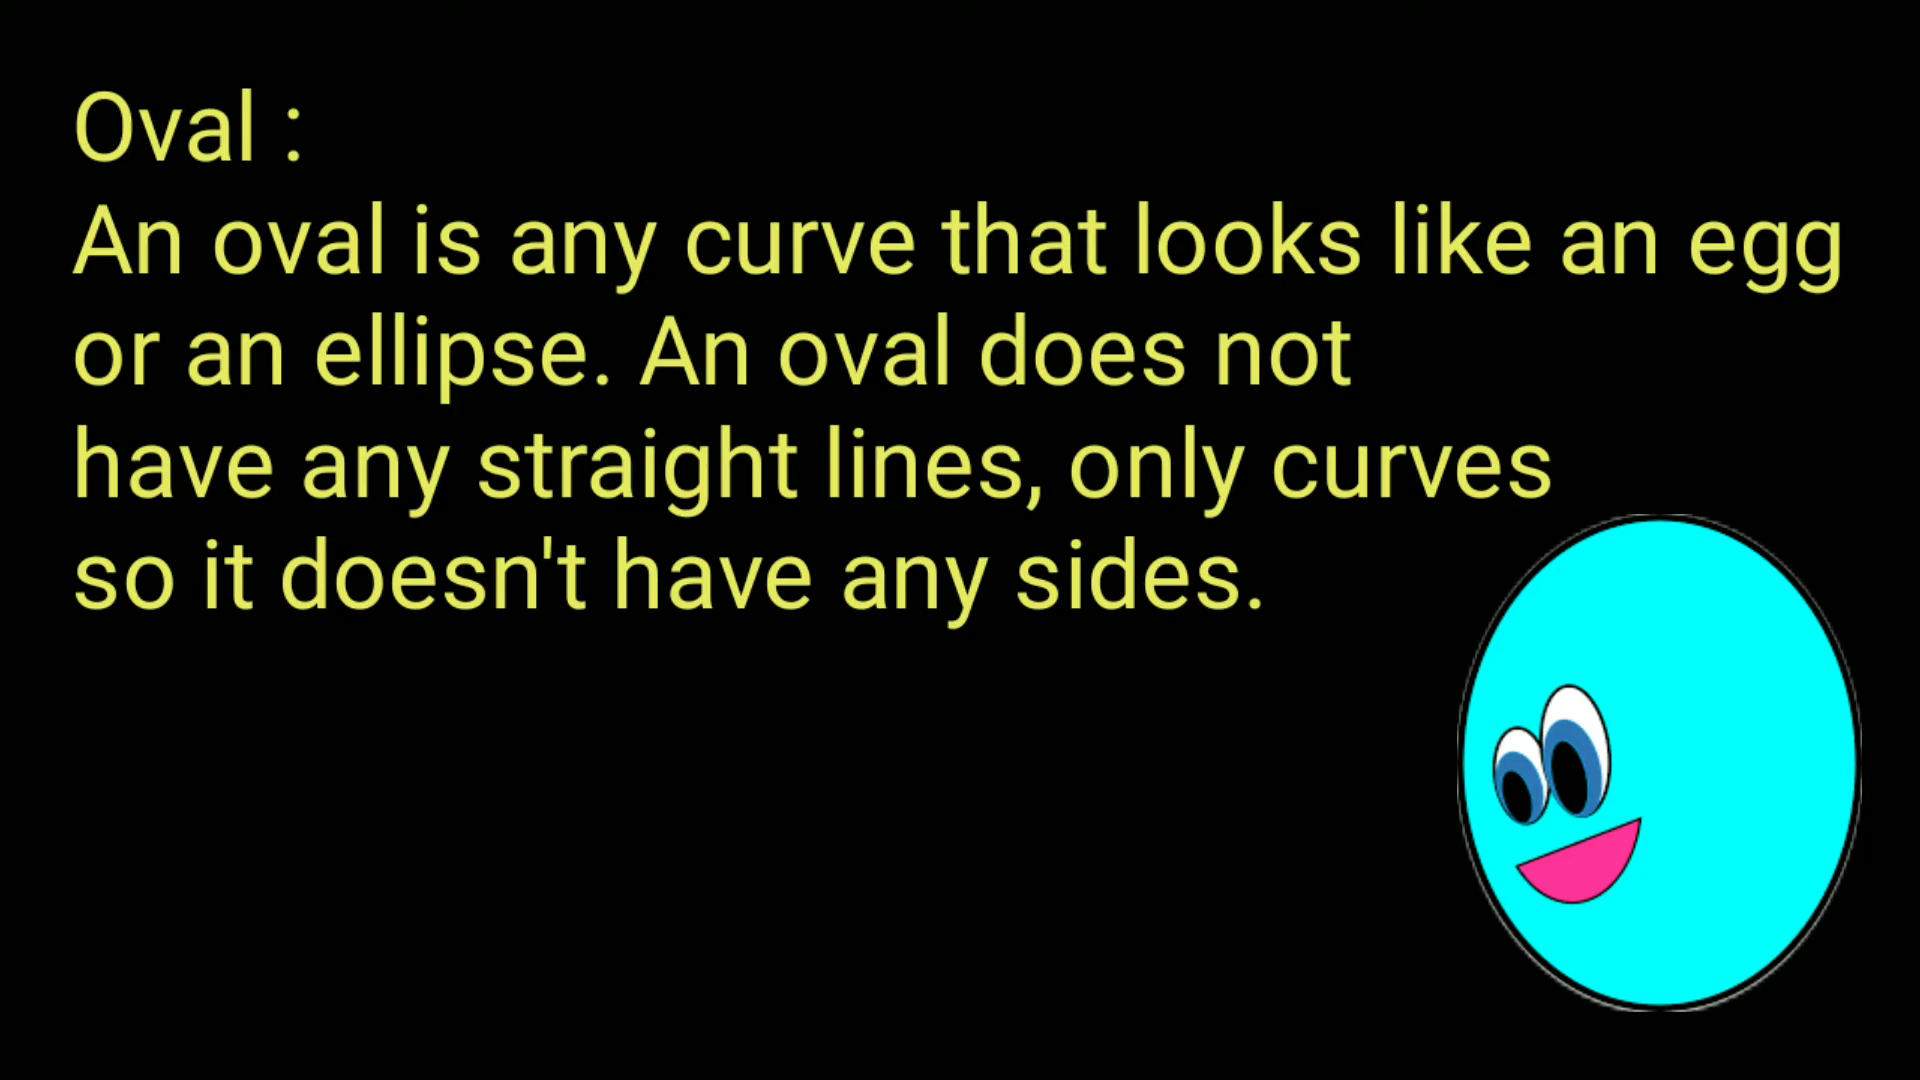 Oval :
An oval is any curve that looks like an egg
or an ellipse. An oval does not
have any straight lines, only curves
so it doesn't have any sides.